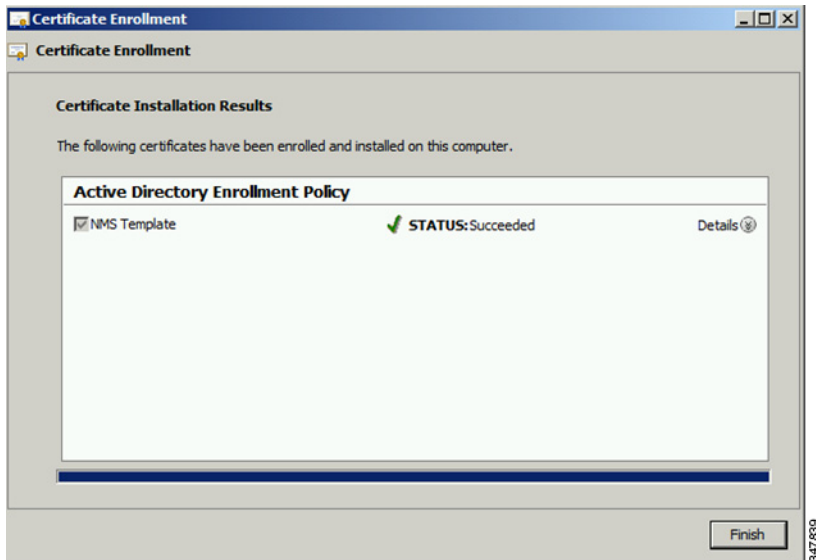 Certificate Enrollment
Certificate Enrollment
Certificate Installation Results
The following certificates have been enrolled and installed on this computer.
Active Directory Enrollment Policy
NMS Template STATUS: Succeeded Details
Finish
347839